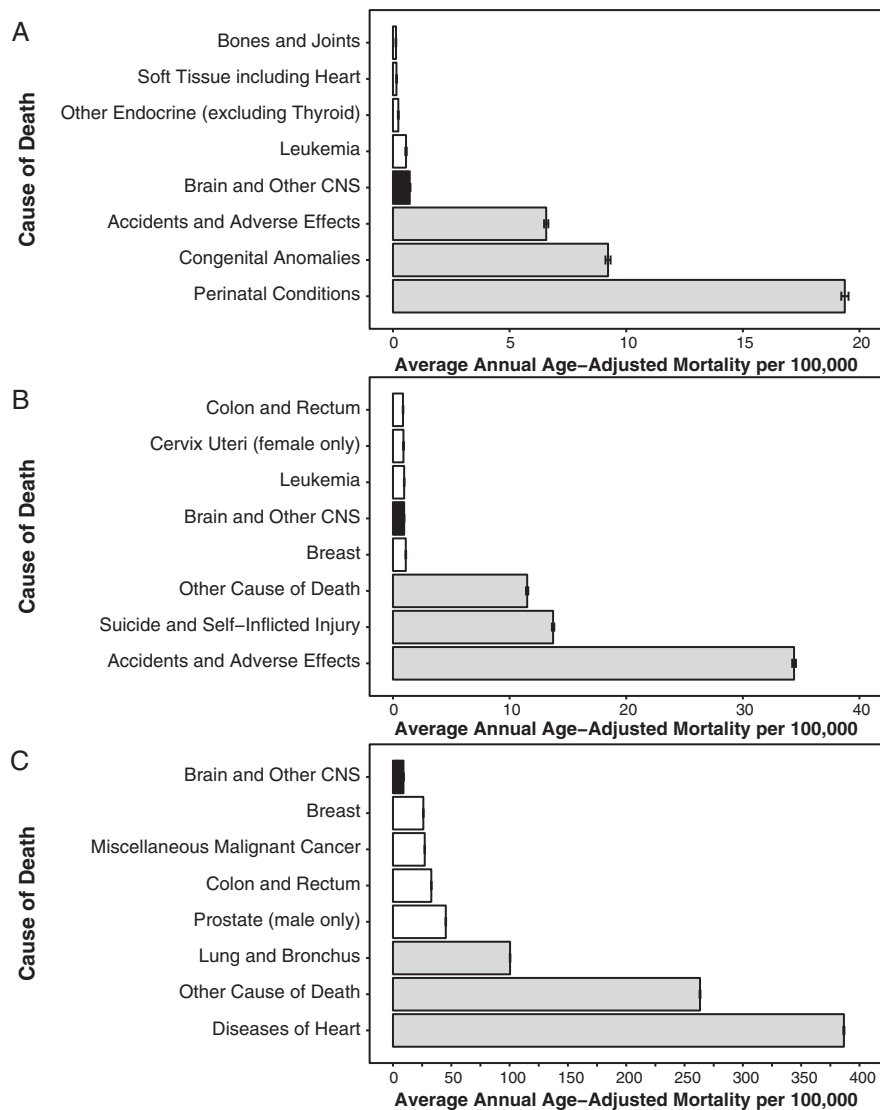 A
Cause of Death
Bones and Joints
Soft Tissue including Heart
Other Endocrine (excluding Thyroid)
Leukemia
Brain and Other CNS
Accidents and Adverse Effects
Congenital Anomalies
Perinatal Conditions
0 5 10 15 20
Average Annual Age−Adjusted Mortality per 100,000
B
Cause of Death
Colon and Rectum
Cervix Uteri (female only)
Leukemia
Brain and Other CNS
Breast
Other Cause of Death
Suicide and Self−Inflicted Injury
Accidents and Adverse Effects
0 10 20 30 40
Average Annual Age−Adjusted Mortality per 100,000
C
Cause of Death
Brain and Other CNS
Breast
Miscellaneous Malignant Cancer
Colon and Rectum
Prostate (male only)
Lung and Bronchus
Other Cause of Death
Diseases of Heart
0 50 100 150 200 250 300 350 400
Average Annual Age−Adjusted Mortality per 100,000